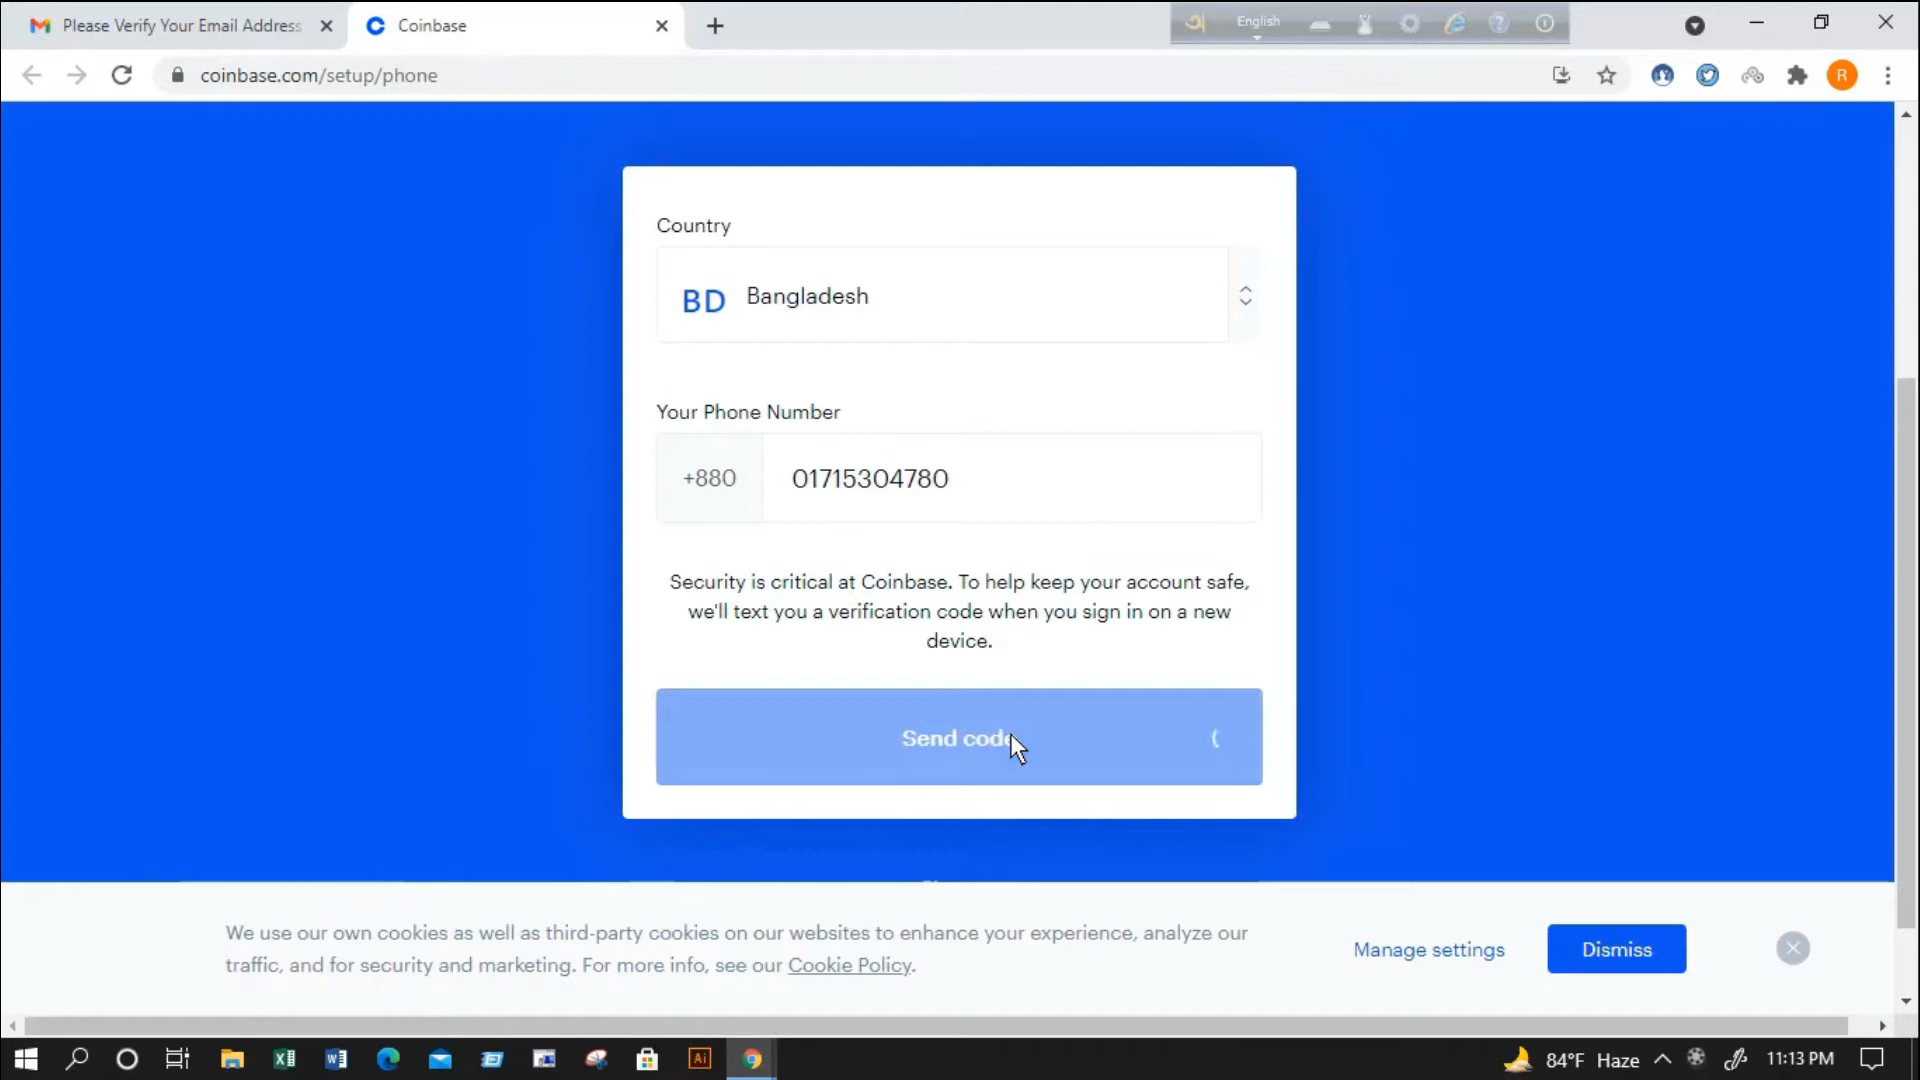 Please Verify Your Email Address
Coinbase
English
coinbase.com/setup/phone
R
Country
BD Bangladesh
Your Phone Number
+880 01715304780
Security is critical at Coinbase. To help keep your account safe,
we'll text you a verification code when you sign in on a new
device.
Send code
We use our own cookies as well as third-party cookies on our websites to enhance your experience, analyze our
traffic, and for security and marketing. For more info, see our Cookie Policy.
Manage settings
Dismiss
Ai
84°F Haze
11:13 PM